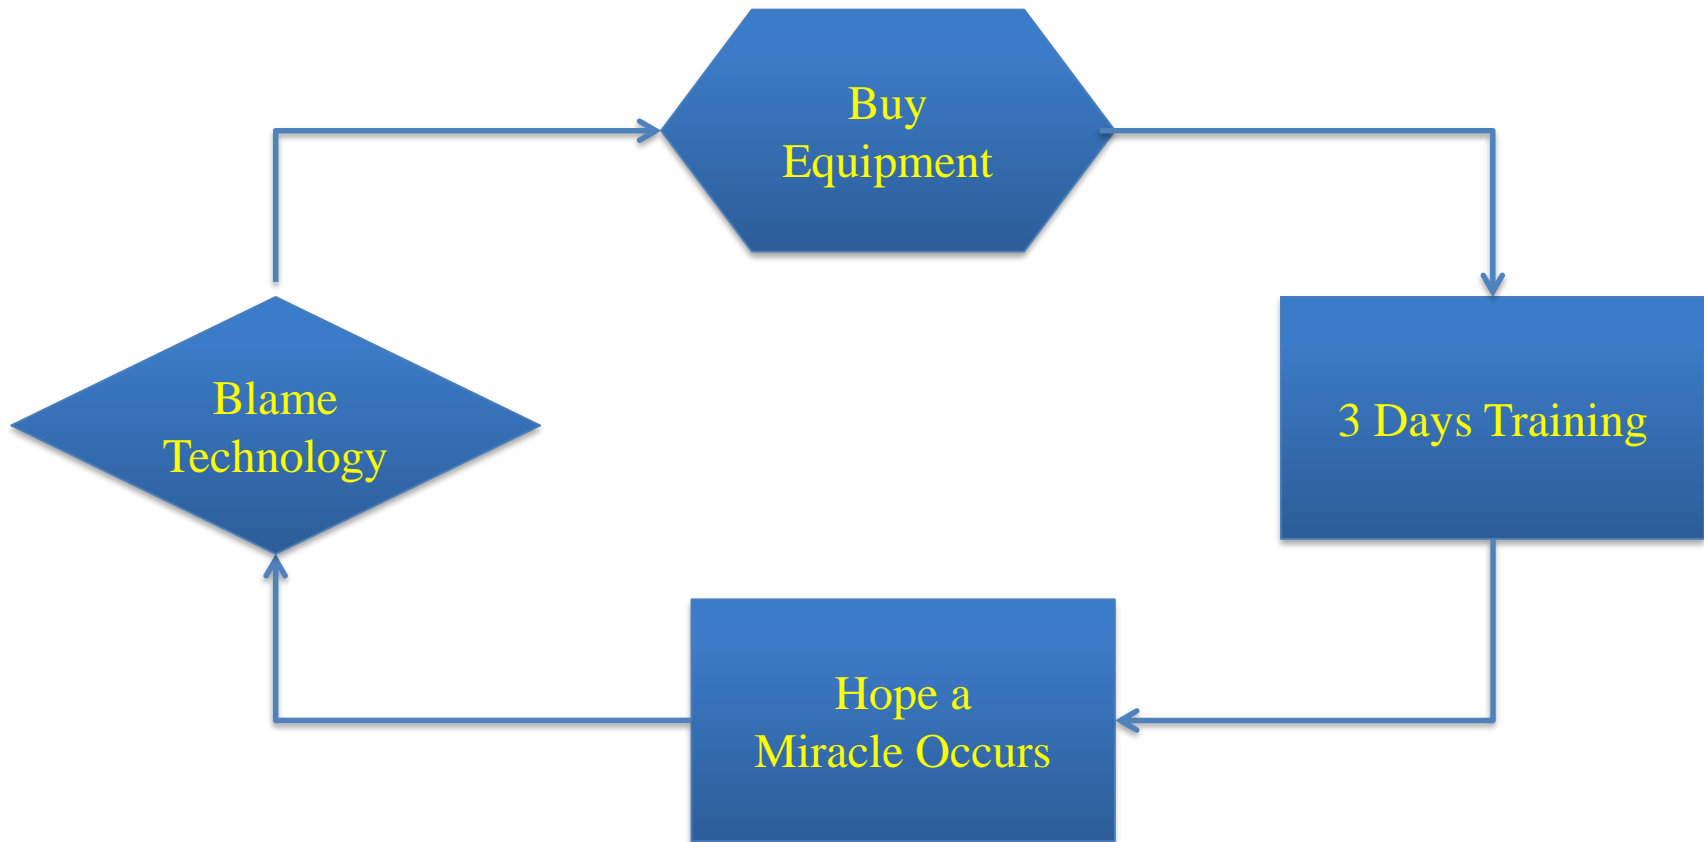 Buy
Equipment
3 Days Training
Hope a
Miracle Occurs
Blame
Technology